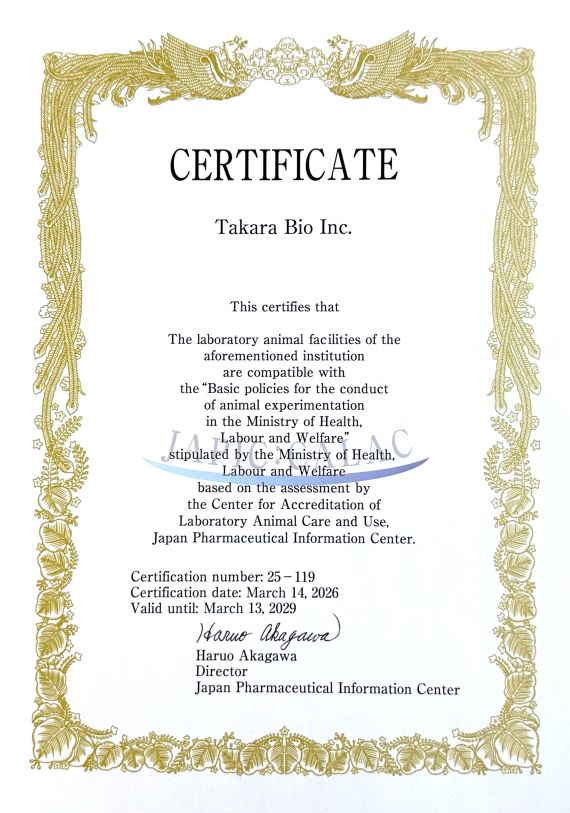 CERTIFICATE
Takara Bio Inc.
This certifies that
The laboratory animal facilities of the
aforementioned institution
are compatible with
the “Basic policies for the conduct
of animal experimentation
in the Ministry of Health,
Labour and Welfare”
stipulated by the Ministry of Health,
Labour and Welfare
based on the assessment by
the Center for Accreditation of
Laboratory Animal Care and Use,
Japan Pharmaceutical Information Center.
JAPIC:CALAC
Certification number: 25－119
Certification date: March 14, 2026
Valid until: March 13, 2029
Haruo Akagawa
Haruo Akagawa
Director
Japan Pharmaceutical Information Center